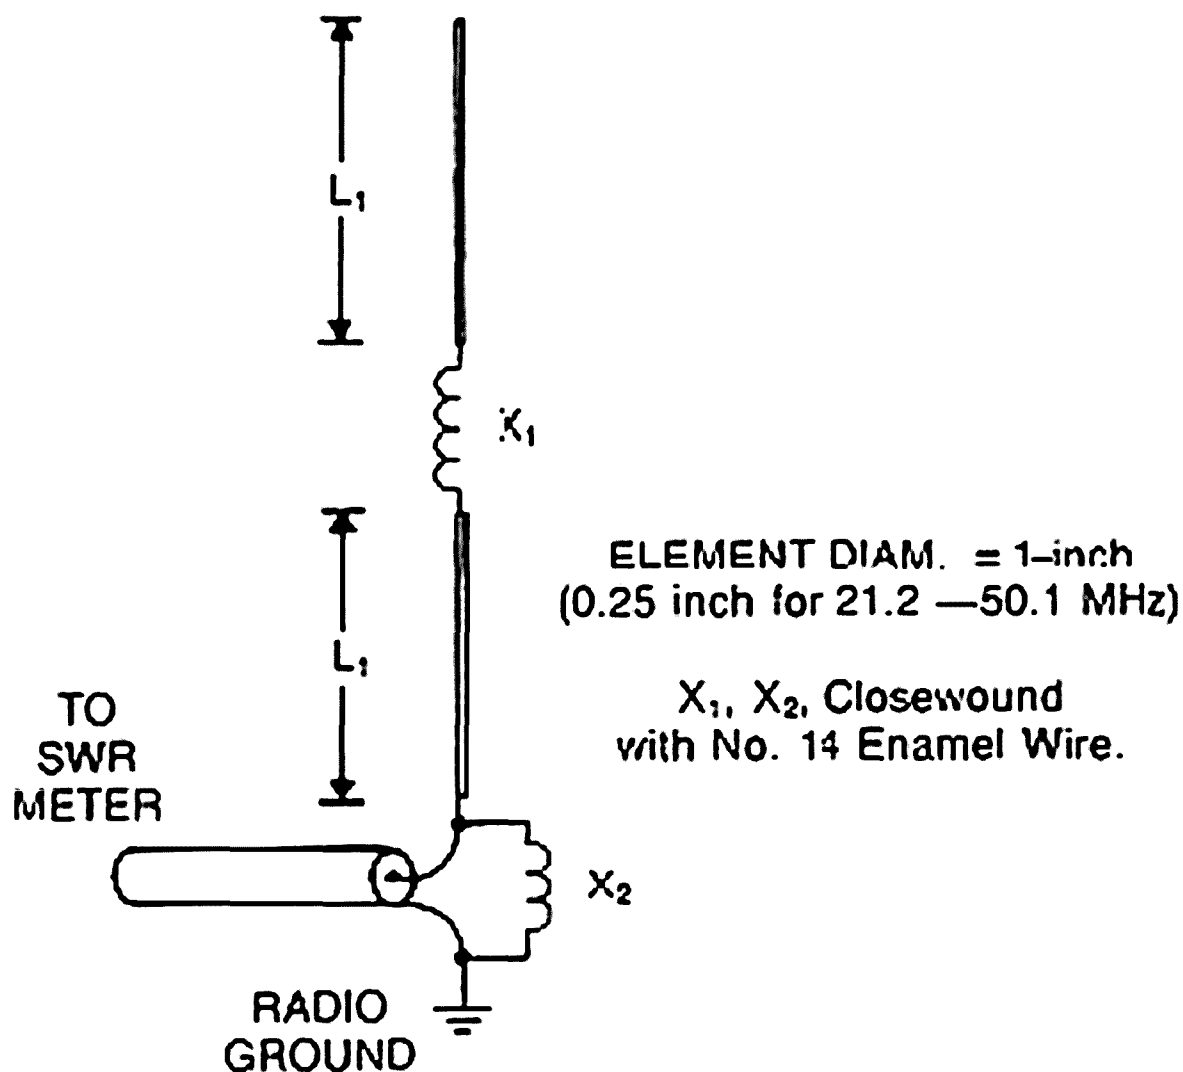 L₁
X₁
L₁
ELEMENT DIAM. = 1–inch
(0.25 inch for 21.2 —50.1 MHz)
X₁, X₂, Closewound
with No. 14 Enamel Wire.
TO
SWR
METER
X₂
RADIO
GROUND